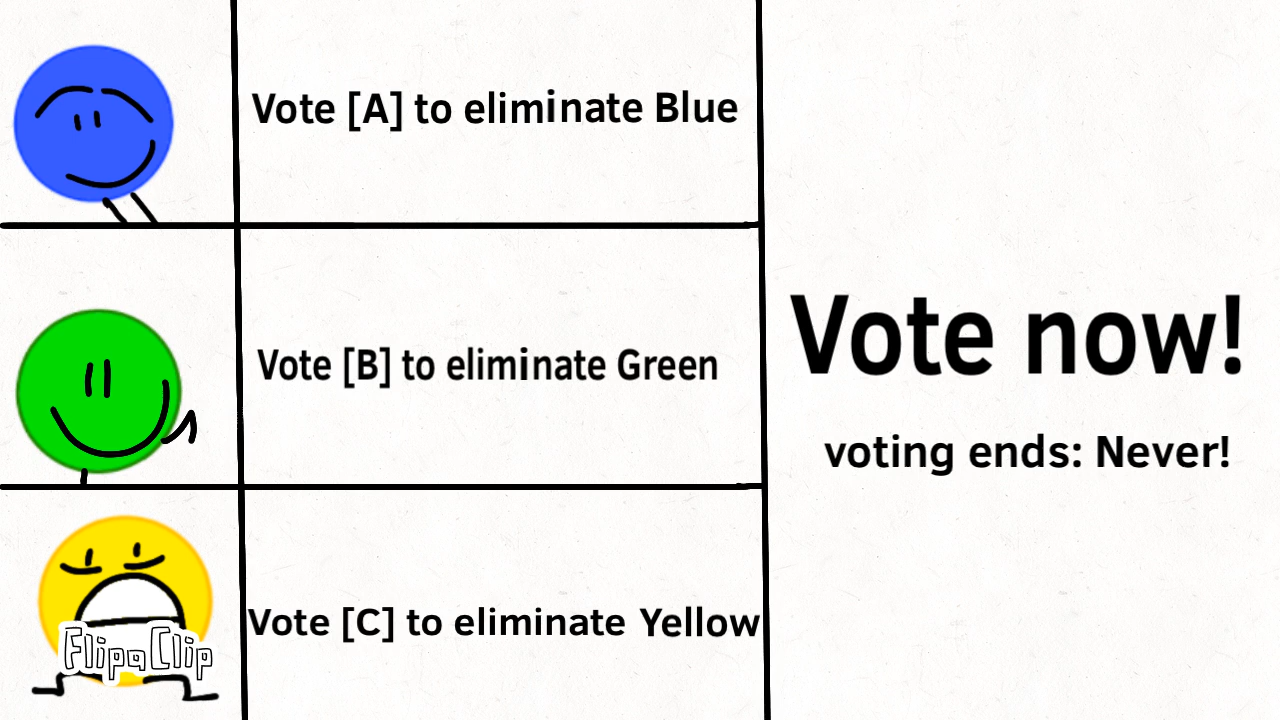 Vote [A] to eliminate Blue
Vote [B] to eliminate Green
Vote now!
voting ends: Never!
Vote [C] to eliminate Yellow
FlipaClip